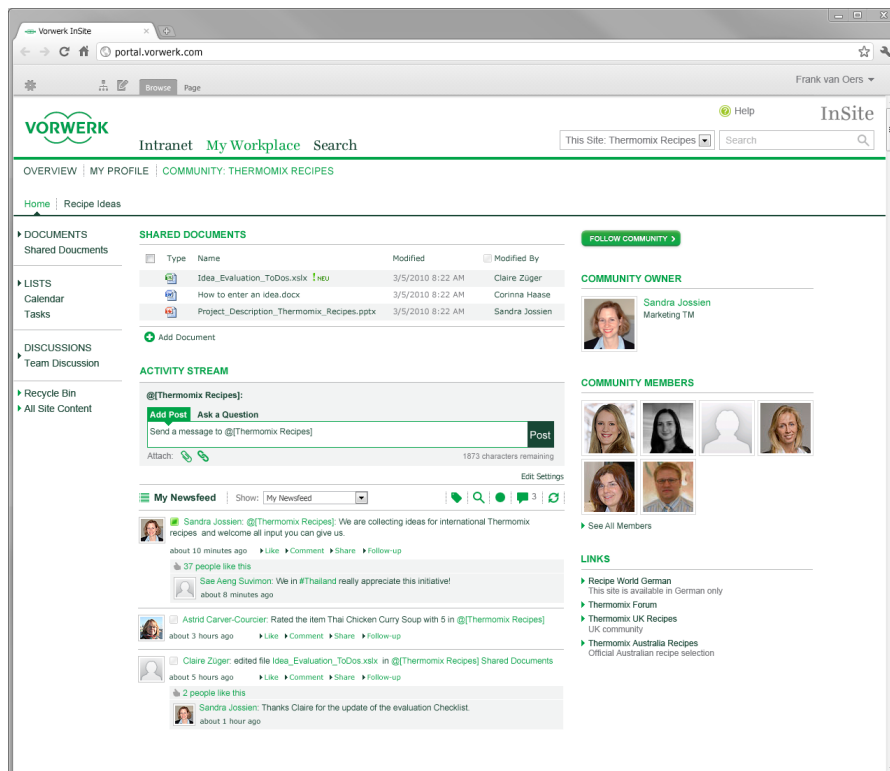 Vorwerk InSite
portal.vorwerk.com
Browse Page
Frank van Oers
Help
InSite
VORWERK
Intranet My Workplace Search
This Site: Thermomix Recipes
Search
OVERVIEW MY PROFILE COMMUNITY: THERMOMIX RECIPES
Home Recipe Ideas
DOCUMENTS
Shared Doucments
LISTS
Calendar
Tasks
DISCUSSIONS
Team Discussion
Recycle Bin
All Site Content
SHARED DOCUMENTS
Type Name Modified Modified By
Idea_Evaluation_ToDos.xslx ! NEU 3/5/2010 8:22 AM Claire Züger
How to enter an idea.docx 3/5/2010 8:22 AM Corinna Haase
Project_Description_Thermomix_Recipes.pptx 3/5/2010 8:22 AM Sandra Jossien
Add Document
ACTIVITY STREAM
@[Thermomix Recipes]:
Add Post Ask a Question
Send a message to @[Thermomix Recipes]
Post
Attach:
1873 characters remaining
Edit Settings
My Newsfeed Show: My Newsfeed 3
Sandra Jossien: @[Thermomix Recipes]: We are collecting ideas for international Thermomix
recipes and welcome all input you can give us.
about 10 minutes ago Like Comment Share Follow-up
37 people like this
Sae Aeng Suvimon: We in #Thailand really appreciate this initiative!
about 8 minutes ago
Astrid Carver-Courcier: Rated the item Thai Chicken Curry Soup with 5 in @[Thermomix Recipes]
about 3 hours ago Like Comment Share Follow-up
Claire Züger: edited file Idea_Evaluation_ToDos.xslx in @[Thermomix Recipes] Shared Documents
about 5 hours ago Like Comment Share Follow-up
2 people like this
Sandra Jossien: Thanks Claire for the update of the evaluation Checklist.
about 1 hour ago
FOLLOW COMMUNITY
COMMUNITY OWNER
Sandra Jossien
Marketing TM
COMMUNITY MEMBERS
See All Members
LINKS
Recipe World German
This site is available in German only
Thermomix Forum
Thermomix UK Recipes
UK community
Thermomix Australia Recipes
Official Australian recipe selection